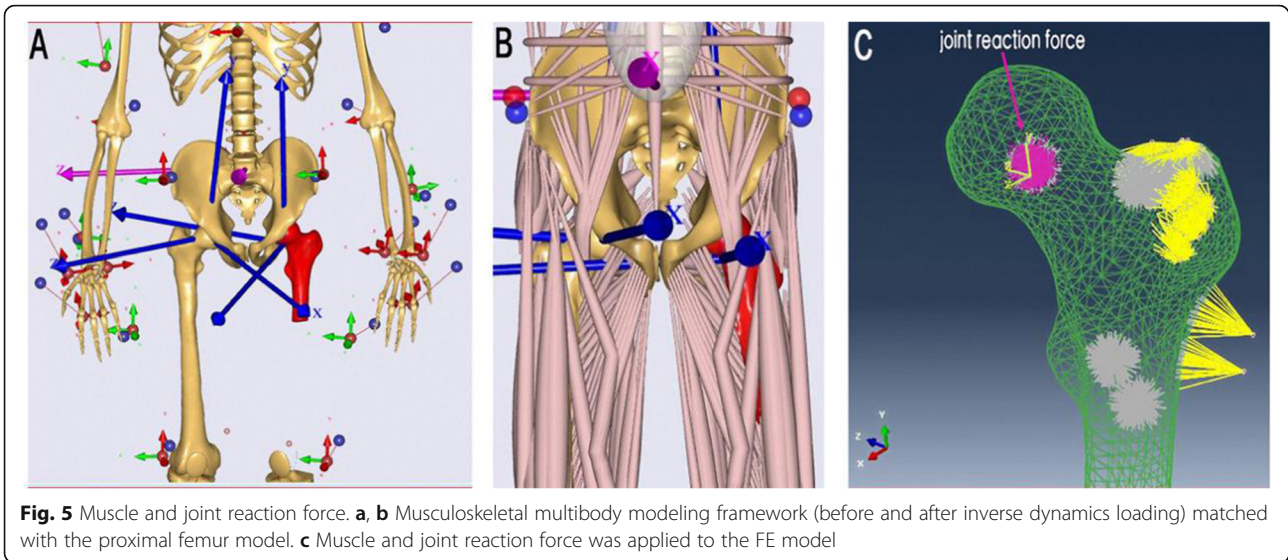 A
B
C
joint reaction force
y
y
z
z
x
X
X
X
Y
Z
X
Fig. 5 Muscle and joint reaction force. a, b Musculoskeletal multibody modeling framework (before and after inverse dynamics loading) matched
with the proximal femur model. c Muscle and joint reaction force was applied to the FE model